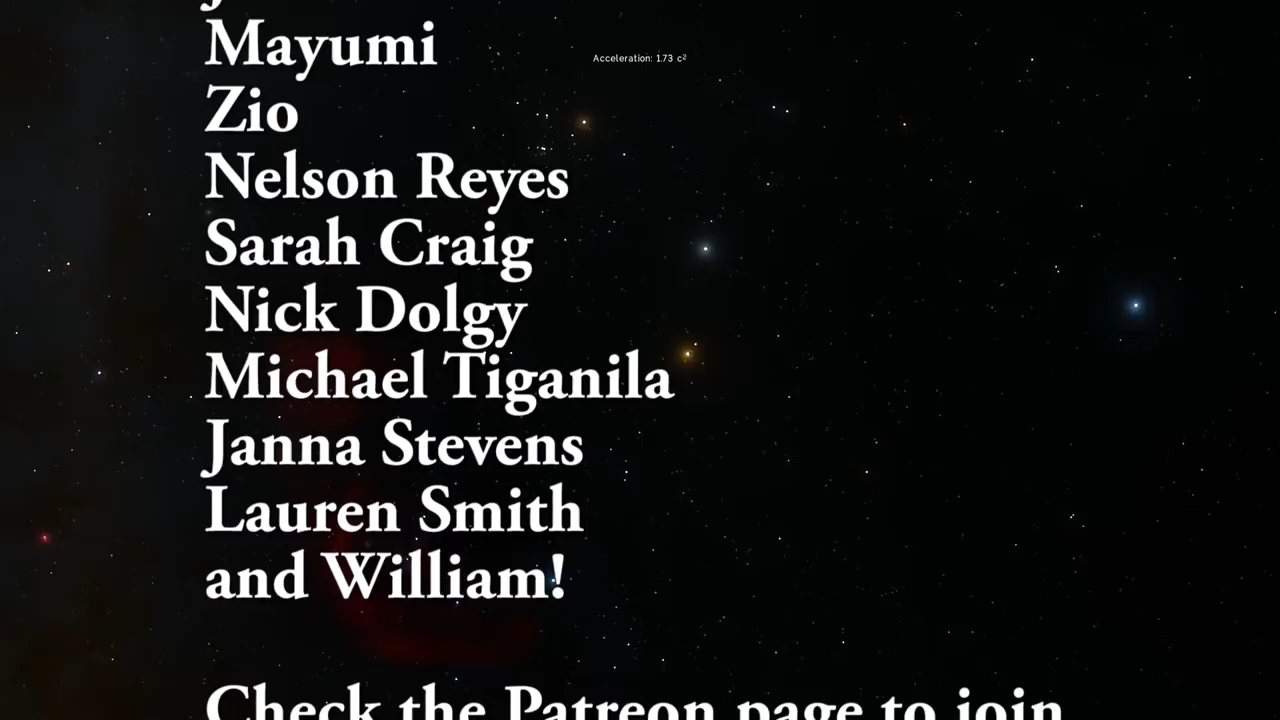 Acceleration: 1.73 c²
Mayumi
Zio
Nelson Reyes
Sarah Craig
Nick Dolgy
Michael Tiganila
Janna Stevens
Lauren Smith
and William!
Check the Patreon page to join